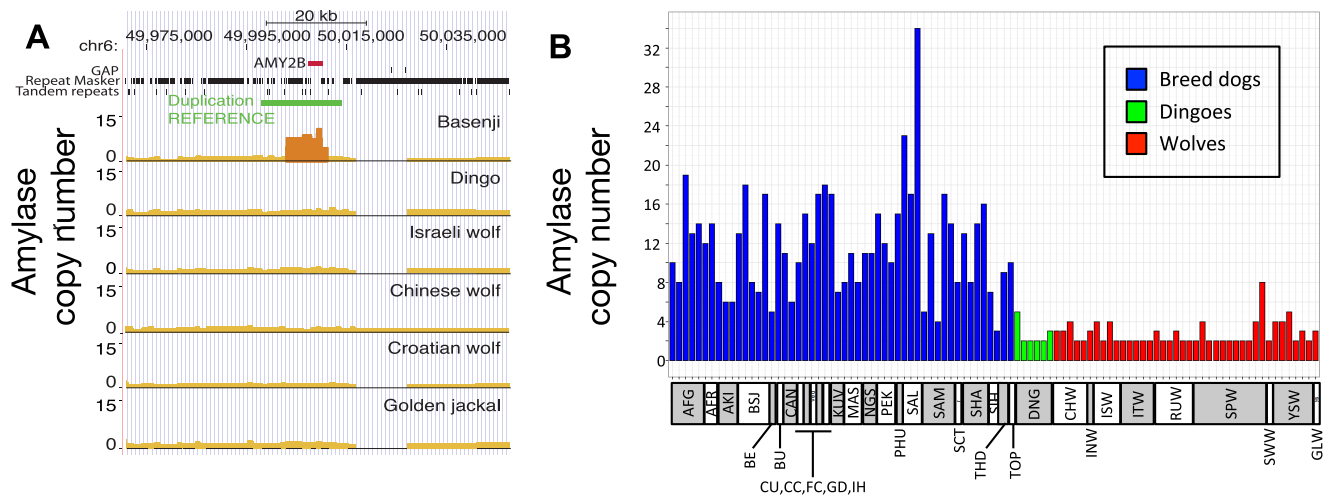 A
20 kb
chr6:
49,975,000 49,995,000 50,015,000 50,035,000
AMY2B
GAP
Repeat Masker
Tandem repeats
Duplication
REFERENCE
Amylase
copy number
15
0
Basenji
15
0
Dingo
15
0
Israeli wolf
15
0
Chinese wolf
15
0
Croatian wolf
15
0
Golden jackal
15
0
B
Amylase
copy number
32
28
24
20
16
12
8
4
0
Breed dogs
Dingoes
Wolves
AFG AFR AKI BSJ CAN KUV MAS NGS PEK SAL SAM SHA SIH DNG CHW ISW ITW RUW SPW YSW
BE BU PHU SCT THD TOP INW SWW GLW
CU,CC,FC,GD,IH